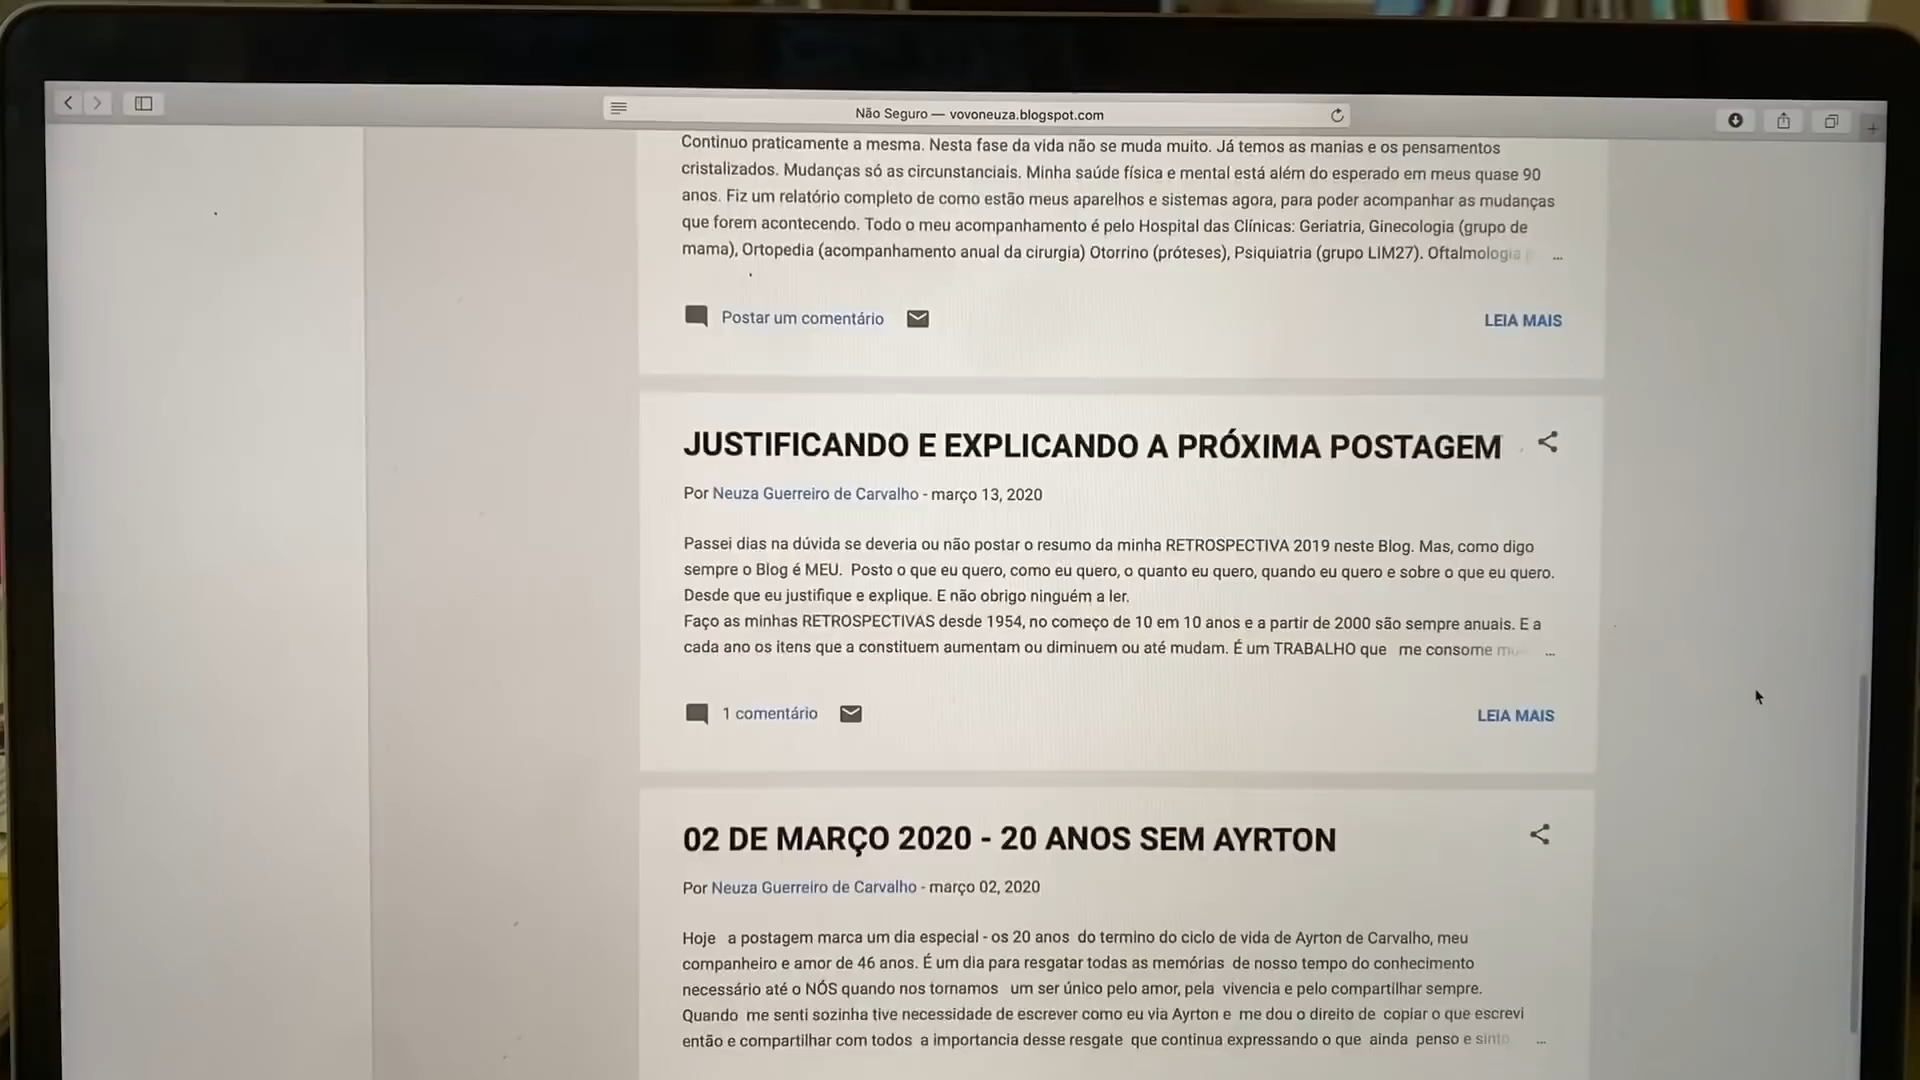 Não Seguro — vovoneuza.blogspot.com
Continuo praticamente a mesma. Nesta fase da vida não se muda muito. Já temos as manias e os pensamentos
cristalizados. Mudanças só as circunstanciais. Minha saúde física e mental está além do esperado em meus quase 90
anos. Fiz um relatório completo de como estão meus aparelhos e sistemas agora, para poder acompanhar as mudanças
que forem acontecendo. Todo o meu acompanhamento é pelo Hospital das Clínicas: Geriatria, Ginecologia (grupo de
mama), Ortopedia (acompanhamento anual da cirurgia) Otorrino (próteses), Psiquiatria (grupo LIM27). Oftalmologia ...
Postar um comentário
LEIA MAIS
JUSTIFICANDO E EXPLICANDO A PRÓXIMA POSTAGEM
Por Neuza Guerreiro de Carvalho - março 13, 2020
Passei dias na dúvida se deveria ou não postar o resumo da minha RETROSPECTIVA 2019 neste Blog. Mas, como digo
sempre o Blog é MEU. Posto o que eu quero, como eu quero, o quanto eu quero, quando eu quero e sobre o que eu quero.
Desde que eu justifique e explique. E não obrigo ninguém a ler.
Faço as minhas RETROSPECTIVAS desde 1954, no começo de 10 em 10 anos e a partir de 2000 são sempre anuais. E a
cada ano os itens que a constituem aumentam ou diminuem ou até mudam. É um TRABALHO que me consome ...
1 comentário
LEIA MAIS
02 DE MARÇO 2020 - 20 ANOS SEM AYRTON
Por Neuza Guerreiro de Carvalho - março 02, 2020
Hoje a postagem marca um dia especial - os 20 anos do termino do ciclo de vida de Ayrton de Carvalho, meu
companheiro e amor de 46 anos. É um dia para resgatar todas as memórias de nosso tempo do conhecimento
necessário até o NÓS quando nos tornamos um ser único pelo amor, pela vivencia e pelo compartilhar sempre.
Quando me senti sozinha tive necessidade de escrever como eu via Ayrton e me dou o direito de copiar o que escrevi
então e compartilhar com todos a importancia desse resgate que continua expressando o que ainda penso e sinto ...